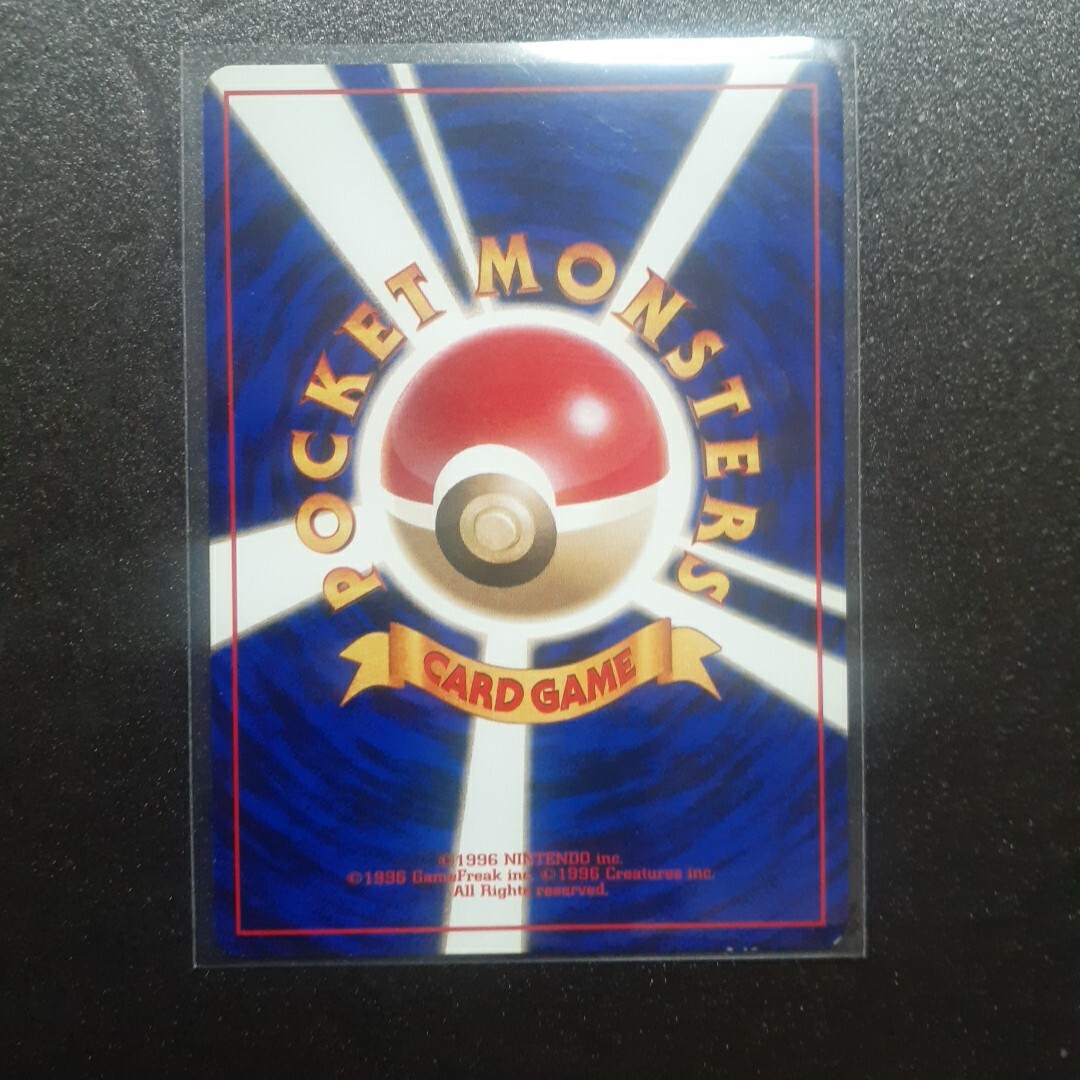 POCKET MONSTERS
CARD GAME
©1996 NINTENDO inc.
©1996 GameFreak inc. ©1996 Creatures inc.
All Rights reserved.